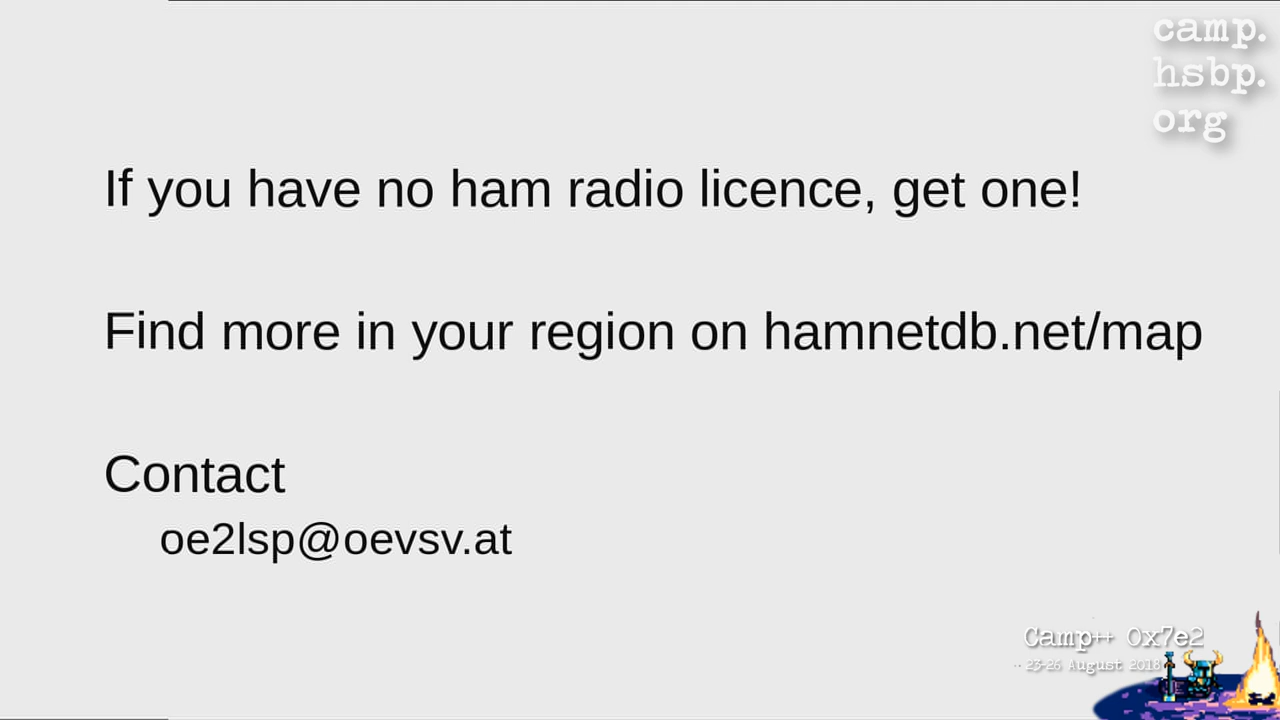 camp.
hsbp.
org
If you have no ham radio licence, get one!
Find more in your region on hamnetdb.net/map
Contact
oe2lsp@oevsv.at
Camp++ 0x7e2
23-26 August 2018